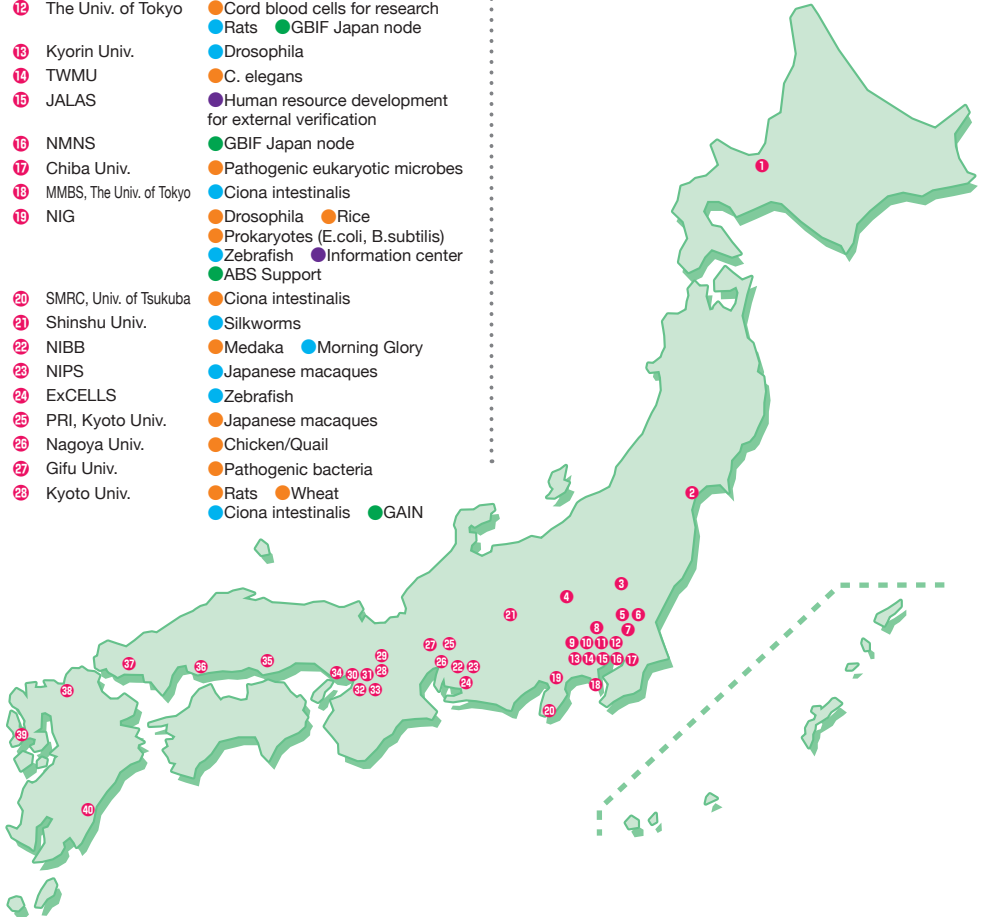 12 The Univ. of Tokyo Cord blood cells for research
Rats GBIF Japan node
13 Kyorin Univ. Drosophila
14 TWMU C. elegans
15 JALAS Human resource development
for external verification
16 NMNS GBIF Japan node
17 Chiba Univ. Pathogenic eukaryotic microbes
18 MMBS, The Univ. of Tokyo Ciona intestinalis
19 NIG Drosophila Rice
Prokaryotes (E.coli, B.subtilis)
Zebrafish Information center
ABS Support
20 SMRC, Univ. of Tsukuba Ciona intestinalis
21 Shinshu Univ. Silkworms
22 NIBB Medaka Morning Glory
23 NIPS Japanese macaques
24 ExCELLS Zebrafish
25 PRI, Kyoto Univ. Japanese macaques
26 Nagoya Univ. Chicken/Quail
27 Gifu Univ. Pathogenic bacteria
28 Kyoto Univ. Rats Wheat
Ciona intestinalis GAIN
1
2
3
4
21 5 6
8 7
27 25 9 10 11 12
29 26 13 14 15 16 17
37 36 35 22 23
34 30 31 28 19
38 32 33 24 18
20
39
40